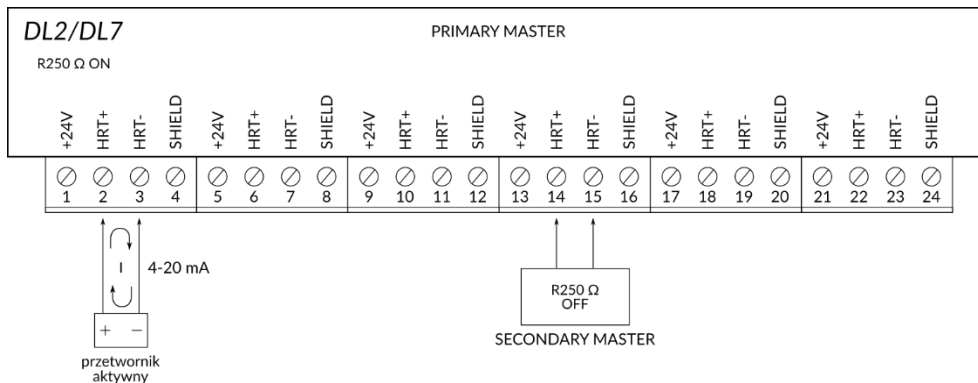 DL2/DL7
PRIMARY MASTER
R250 Ω ON
+24V HRT+ HRT- SHIELD +24V HRT+ HRT- SHIELD +24V HRT+ HRT- SHIELD +24V HRT+ HRT- SHIELD +24V HRT+ HRT- SHIELD +24V HRT+ HRT- SHIELD
1 2 3 4 5 6 7 8 9 10 11 12 13 14 15 16 17 18 19 20 21 22 23 24
I 4-20 mA
R250 Ω
OFF
+ −
SECONDARY MASTER
przetwornik
aktywny